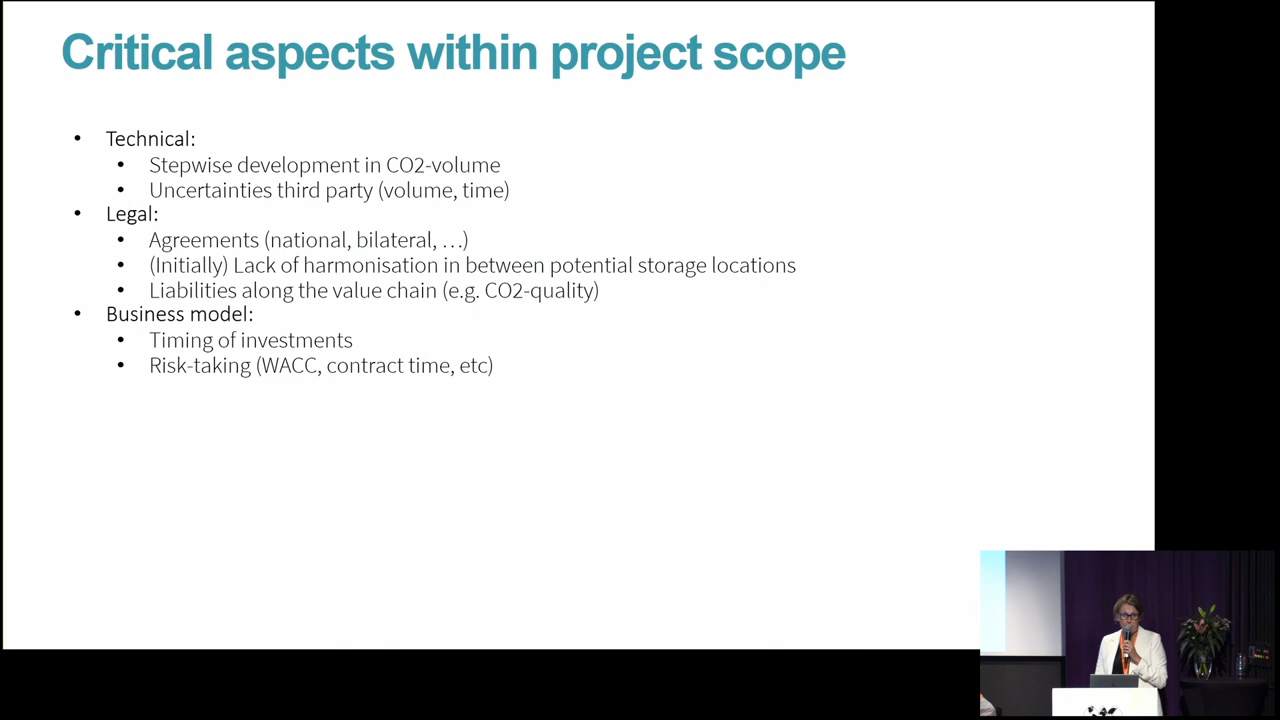 Critical aspects within project scope
• Technical:
• Stepwise development in CO2-volume
• Uncertainties third party (volume, time)
• Legal:
• Agreements (national, bilateral, …)
• (Initially) Lack of harmonisation in between potential storage locations
• Liabilities along the value chain (e.g. CO2-quality)
• Business model:
• Timing of investments
• Risk-taking (WACC, contract time, etc)